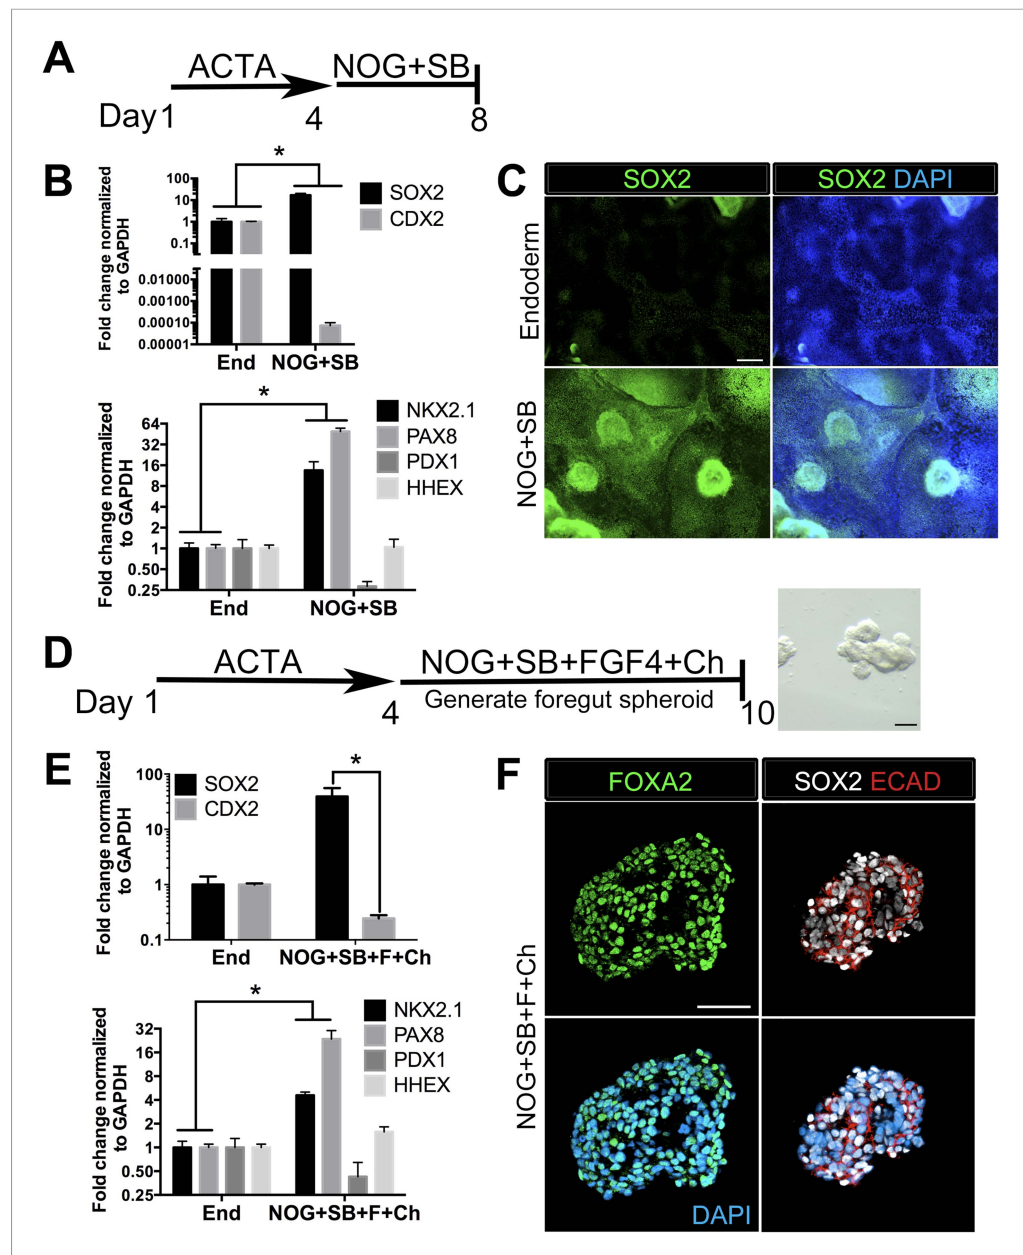 A
ACTA NOG+SB
Day 1 4 8
B
Fold change normalized
to GAPDH
100
10
1
0.1
0.01000
0.00100
0.00010
0.00001
*
SOX2
CDX2
End NOG+SB
Fold change normalized
to GAPDH
64
32
16
8
4
2
1
0.50
0.25
*
NKX2.1
PAX8
PDX1
HHEX
End NOG+SB
C
SOX2 SOX2 DAPI
Endoderm
NOG+SB
D
ACTA NOG+SB+FGF4+Ch
Generate foregut spheroid
Day 1 4 10
E
Fold change normalized
to GAPDH
100
10
1
0.1
SOX2
CDX2
*
End NOG+SB+F+Ch
Fold change normalized
to GAPDH
32
16
8
4
2
1
0.50
0.25
*
NKX2.1
PAX8
PDX1
HHEX
End NOG+SB+F+Ch
F
FOXA2 SOX2 ECAD
NOG+SB+F+Ch
DAPI